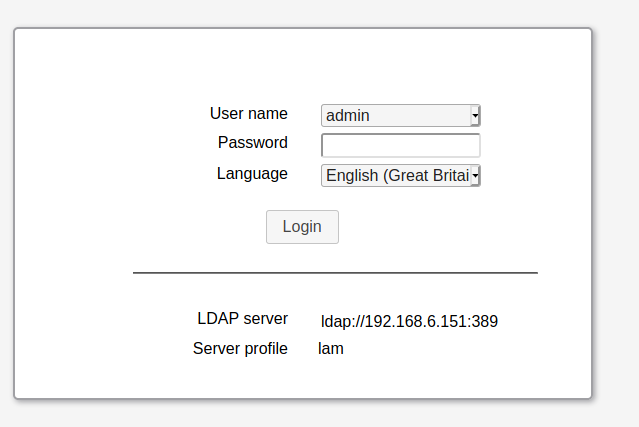 User name admin
Password
Language English (Great Britai
Login
LDAP server ldap://192.168.6.151:389
Server profile lam